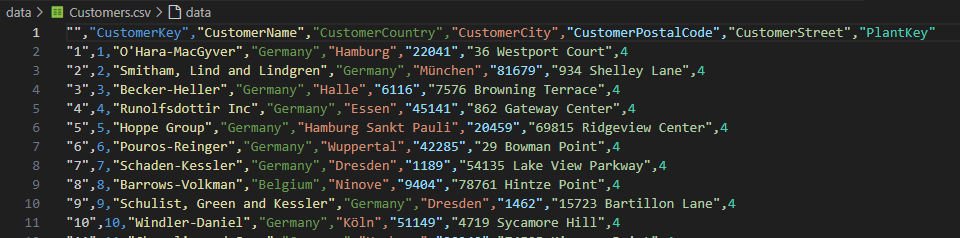 data > Customers.csv > data
1 "","CustomerKey","CustomerName","CustomerCountry","CustomerCity","CustomerPostalCode","CustomerStreet","PlantKey"
2 "1",1,"O'Hara-MacGyver","Germany","Hamburg","22041","36 Westport Court",4
3 "2",2,"Smitham, Lind and Lindgren","Germany","München","81679","934 Shelley Lane",4
4 "3",3,"Becker-Heller","Germany","Halle","6116","7576 Browning Terrace",4
5 "4",4,"Runolfsdottir Inc","Germany","Essen","45141","862 Gateway Center",4
6 "5",5,"Hoppe Group","Germany","Hamburg Sankt Pauli","20459","69815 Ridgeview Center",4
7 "6",6,"Pouros-Reinger","Germany","Wuppertal","42285","29 Bowman Point",4
8 "7",7,"Schaden-Kessler","Germany","Dresden","1189","54135 Lake View Parkway",4
9 "8",8,"Barrows-Volkman","Belgium","Ninove","9404","78761 Hintze Point",4
10 "9",9,"Schulist, Green and Kessler","Germany","Dresden","1462","15723 Bartillon Lane",4
11 "10",10,"Windler-Daniel","Germany","Köln","51149","4719 Sycamore Hill",4